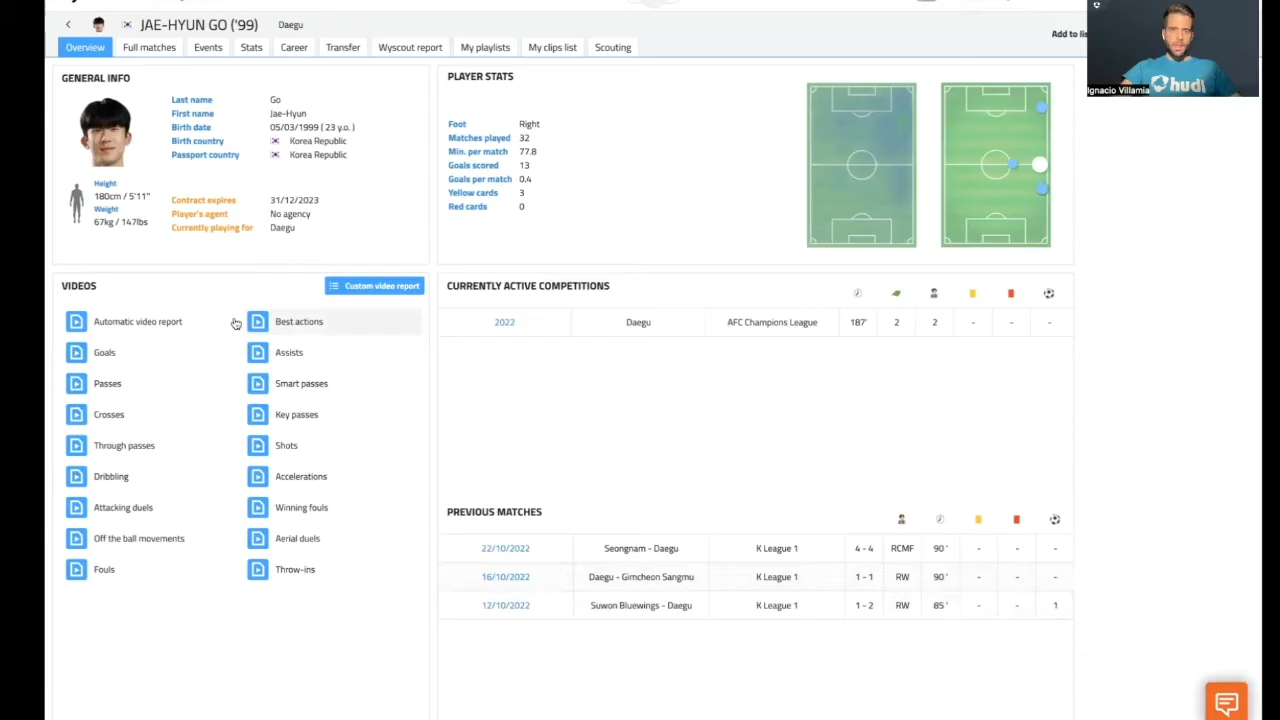 JAE-HYUN GO ('99) Daegu
Add to lis
Overview Full matches Events Stats Career Transfer Wyscout report My playlists My clips list Scouting
hudl
Ignacio Villamia
GENERAL INFO
Last name Go
First name Jae-Hyun
Birth date 05/03/1999 ( 23 y.o. )
Birth country Korea Republic
Passport country Korea Republic
Height
180cm / 5'11"
Weight
67kg / 147lbs
Contract expires 31/12/2023
Player's agent No agency
Currently playing for Daegu
PLAYER STATS
Foot Right
Matches played 32
Min. per match 77.8
Goals scored 13
Goals per match 0.4
Yellow cards 3
Red cards 0
VIDEOS
Custom video report
Automatic video report Best actions
Goals Assists
Passes Smart passes
Crosses Key passes
Through passes Shots
Dribbling Accelerations
Attacking duels Winning fouls
Off the ball movements Aerial duels
Fouls Throw-ins
CURRENTLY ACTIVE COMPETITIONS
2022 Daegu AFC Champions League 187' 2 2 - - -
PREVIOUS MATCHES
22/10/2022 Seongnam - Daegu K League 1 4 - 4 RCMF 90 ' - - -
16/10/2022 Daegu - Gimcheon Sangmu K League 1 1 - 1 RW 90 ' - - -
12/10/2022 Suwon Bluewings - Daegu K League 1 1 - 2 RW 85 ' - - 1